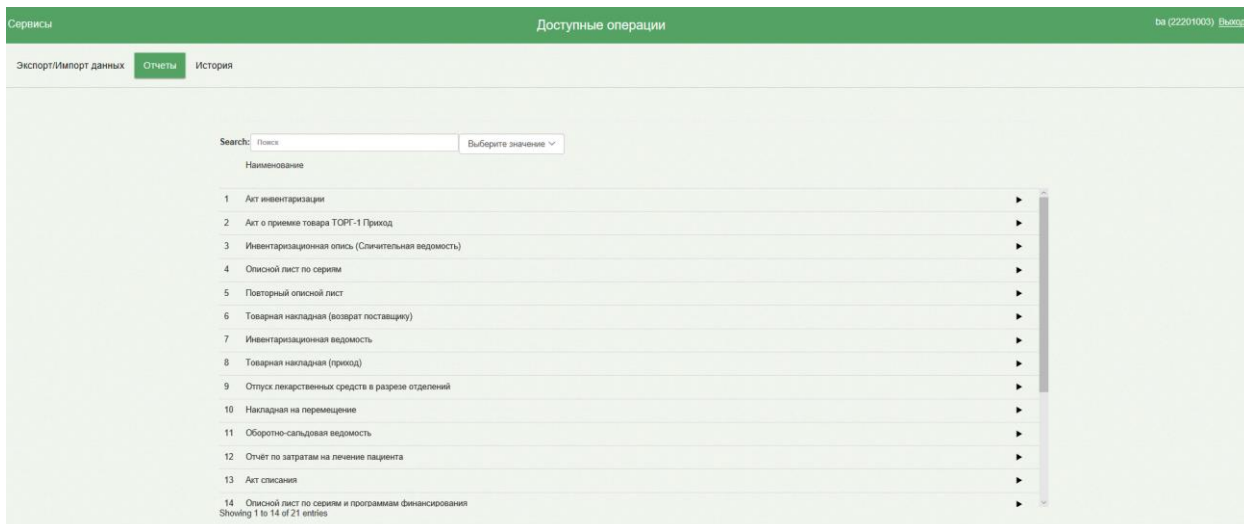 Сервисы
Доступные операции
ba (22201003) Выход
Экспорт/Импорт данных Отчеты История
Search: Поиск Выберите значение
Наименование
1 Акт инвентаризации
2 Акт о приемке товара ТОРГ-1 Приход
3 Инвентаризационная опись (Сличительная ведомость)
4 Описной лист по сериям
5 Повторный описной лист
6 Товарная накладная (возврат поставщику)
7 Инвентаризационная ведомость
8 Товарная накладная (приход)
9 Отпуск лекарственных средств в разрезе отделений
10 Накладная на перемещение
11 Оборотно-сальдовая ведомость
12 Отчёт по затратам на лечение пациента
13 Акт списания
14 Описной лист по сериям и программам финансирования
Showing 1 to 14 of 21 entries